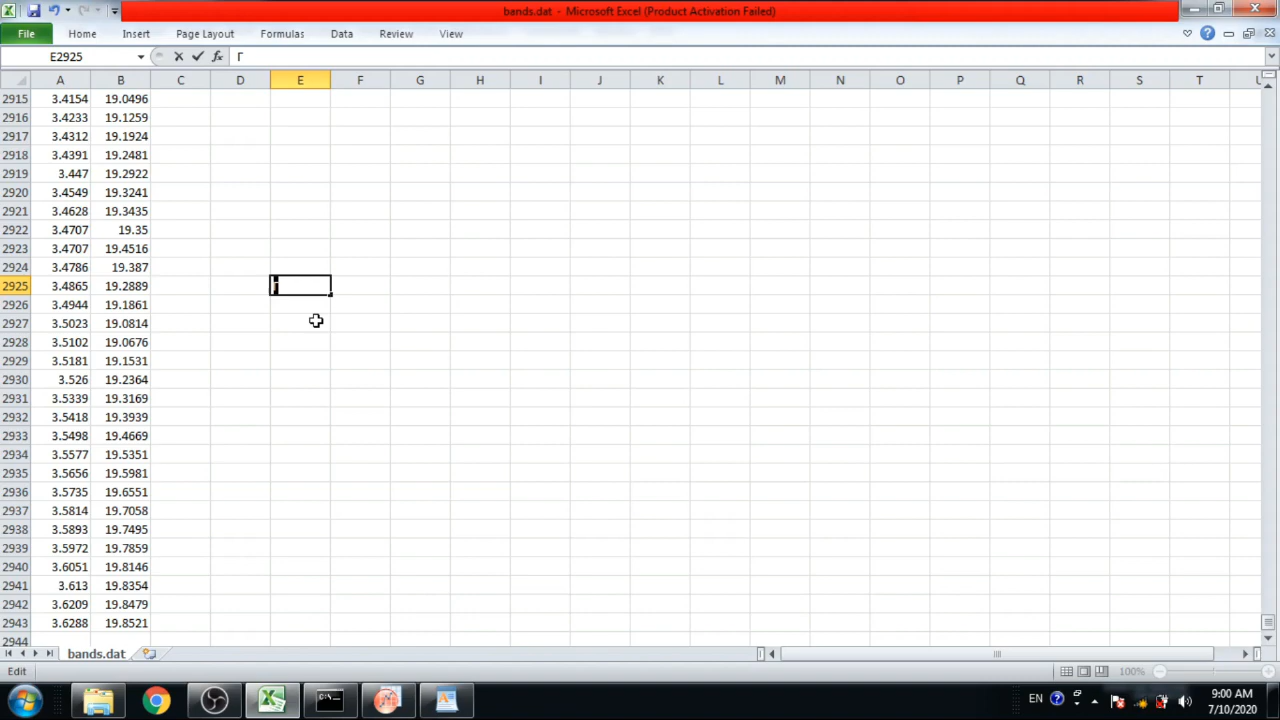 bands.dat - Microsoft Excel (Product Activation Failed)
File Home Insert Page Layout Formulas Data Review View
E2925 fx Γ
A B C D E F G H I J K L M N O P Q R S T U
2915 3.4154 19.0496
2916 3.4233 19.1259
2917 3.4312 19.1924
2918 3.4391 19.2481
2919 3.447 19.2922
2920 3.4549 19.3241
2921 3.4628 19.3435
2922 3.4707 19.35
2923 3.4707 19.4516
2924 3.4786 19.387
2925 3.4865 19.2889 Γ
2926 3.4944 19.1861
2927 3.5023 19.0814
2928 3.5102 19.0676
2929 3.5181 19.1531
2930 3.526 19.2364
2931 3.5339 19.3169
2932 3.5418 19.3939
2933 3.5498 19.4669
2934 3.5577 19.5351
2935 3.5656 19.5981
2936 3.5735 19.6551
2937 3.5814 19.7058
2938 3.5893 19.7495
2939 3.5972 19.7859
2940 3.6051 19.8146
2941 3.613 19.8354
2942 3.6209 19.8479
2943 3.6288 19.8521
2944
bands.dat
Edit 100%
EN 9:00 AM
7/10/2020